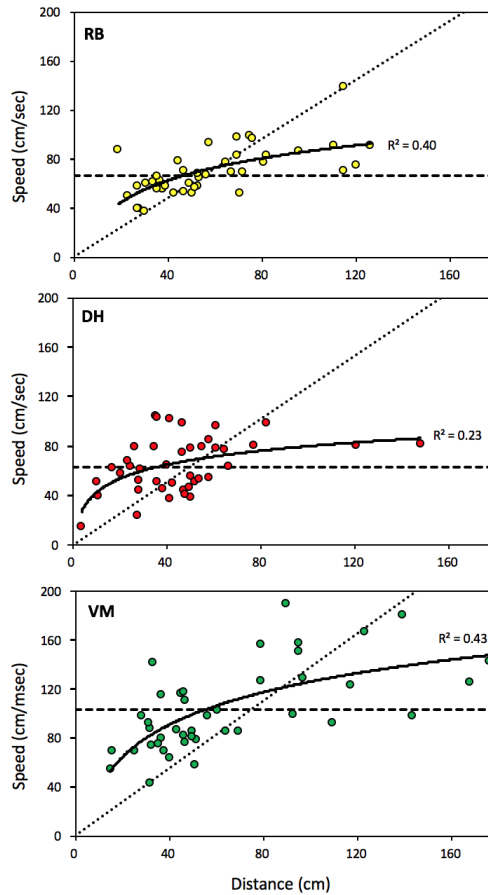 RB
Speed (cm/sec)
200
160
120
80
40
0
R² = 0.40
0 40 80 120 160
DH
Speed (cm/sec)
200
160
120
80
40
0
R² = 0.23
0 40 80 120 160
VM
Speed (cm/msec)
200
160
120
80
40
0
R² = 0.43
0 40 60 120 160
Distance (cm)